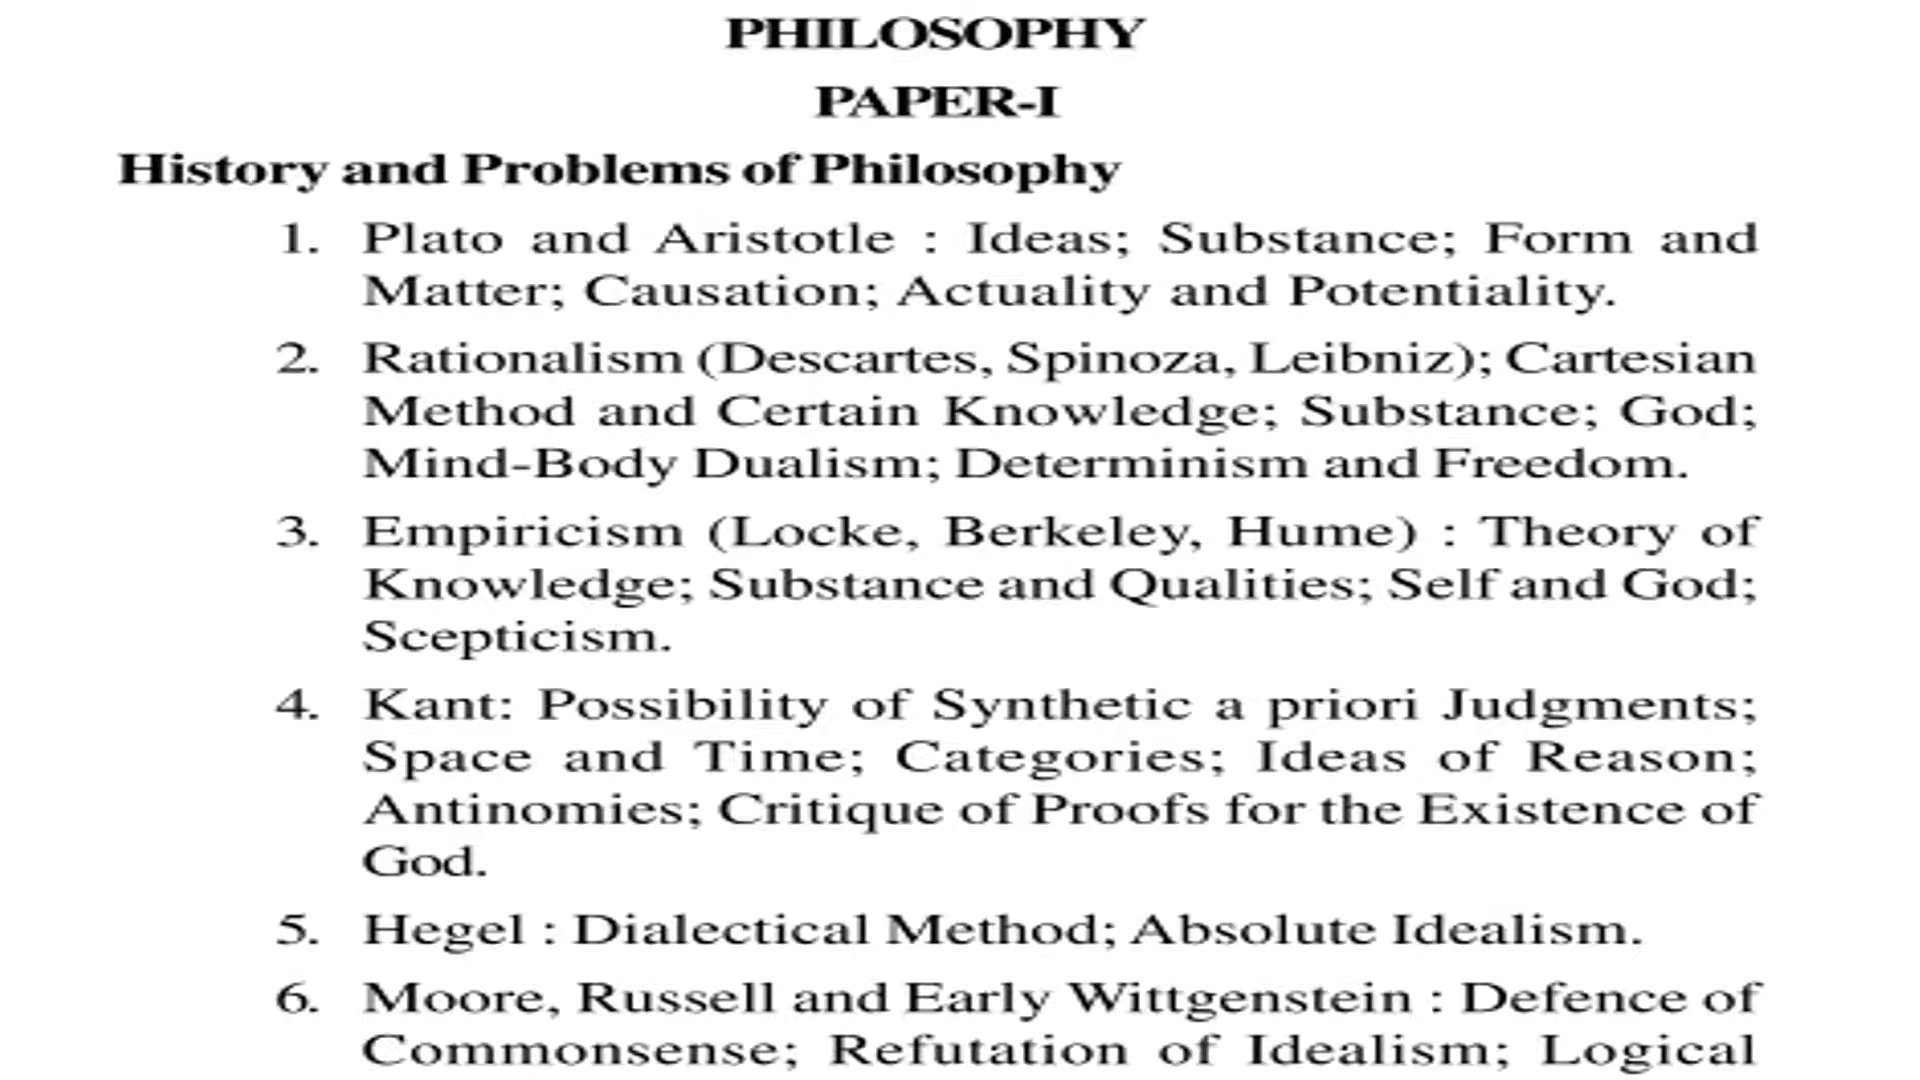 PHILOSOPHY
PAPER-I
History and Problems of Philosophy
1. Plato and Aristotle : Ideas; Substance; Form and
Matter; Causation; Actuality and Potentiality.
2. Rationalism (Descartes, Spinoza, Leibniz); Cartesian
Method and Certain Knowledge; Substance; God;
Mind-Body Dualism; Determinism and Freedom.
3. Empiricism (Locke, Berkeley, Hume) : Theory of
Knowledge; Substance and Qualities; Self and God;
Scepticism.
4. Kant: Possibility of Synthetic a priori Judgments;
Space and Time; Categories; Ideas of Reason;
Antinomies; Critique of Proofs for the Existence of
God.
5. Hegel : Dialectical Method; Absolute Idealism.
6. Moore, Russell and Early Wittgenstein : Defence of
Commonsense; Refutation of Idealism; Logical